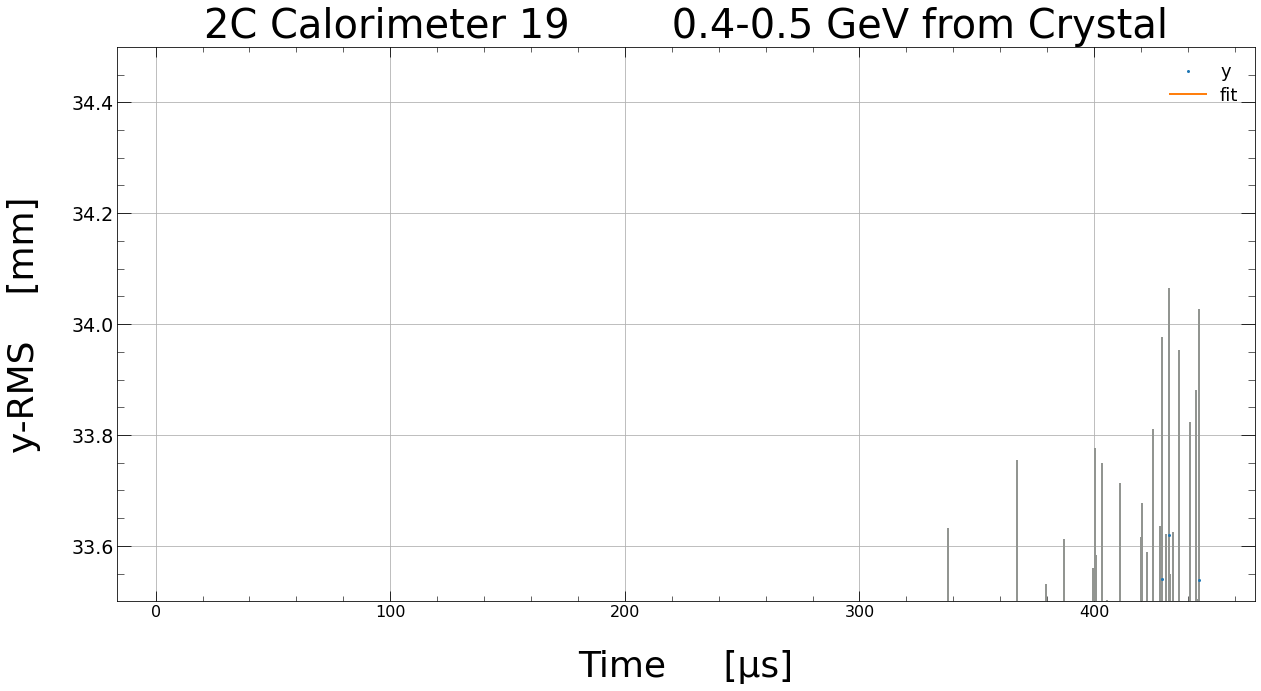 2C Calorimeter 19 0.4-0.5 GeV from Crystal
y
fit
34.4
34.2
34.0
33.8
33.6
y-RMS [mm]
0 100 200 300 400
Time [µs]